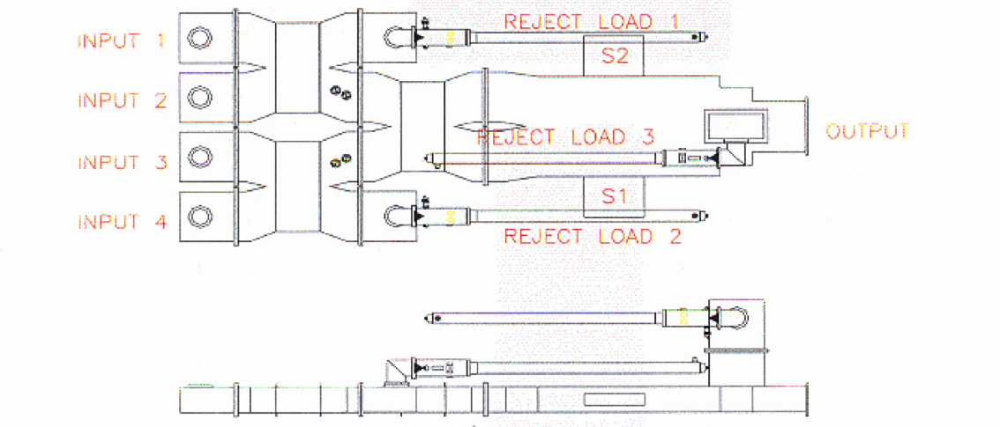 INPUT 1
REJECT LOAD 1
S2
INPUT 2
OUTPUT
REJECT LOAD 3
INPUT 3
S1
INPUT 4
REJECT LOAD 2